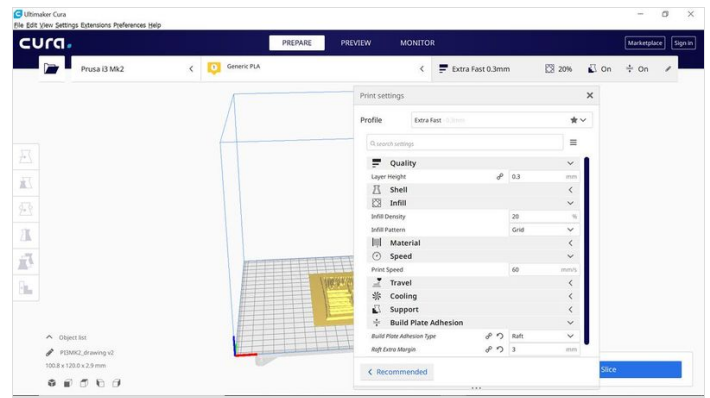 Ultimaker Cura
File Edit View Settings Extensions Preferences Help
cura.
PREPARE PREVIEW MONITOR
Marketplace Sign in
Prusa i3 Mk2
Generic PLA
Extra Fast 0.3mm 20% On On
Print settings
Profile Extra Fast 0.3mm
search settings
Quality
Layer Height 0.3 mm
Shell
Infill
Infill Density 20 %
Infill Pattern Grid
Material
Speed
Print Speed 60 mm/s
Travel
Cooling
Support
Build Plate Adhesion
Build Plate Adhesion Type Raft
Raft Extra Margin 3 mm
Recommended
Slice
Object list
100.8 x 120.0 x 2.9 mm